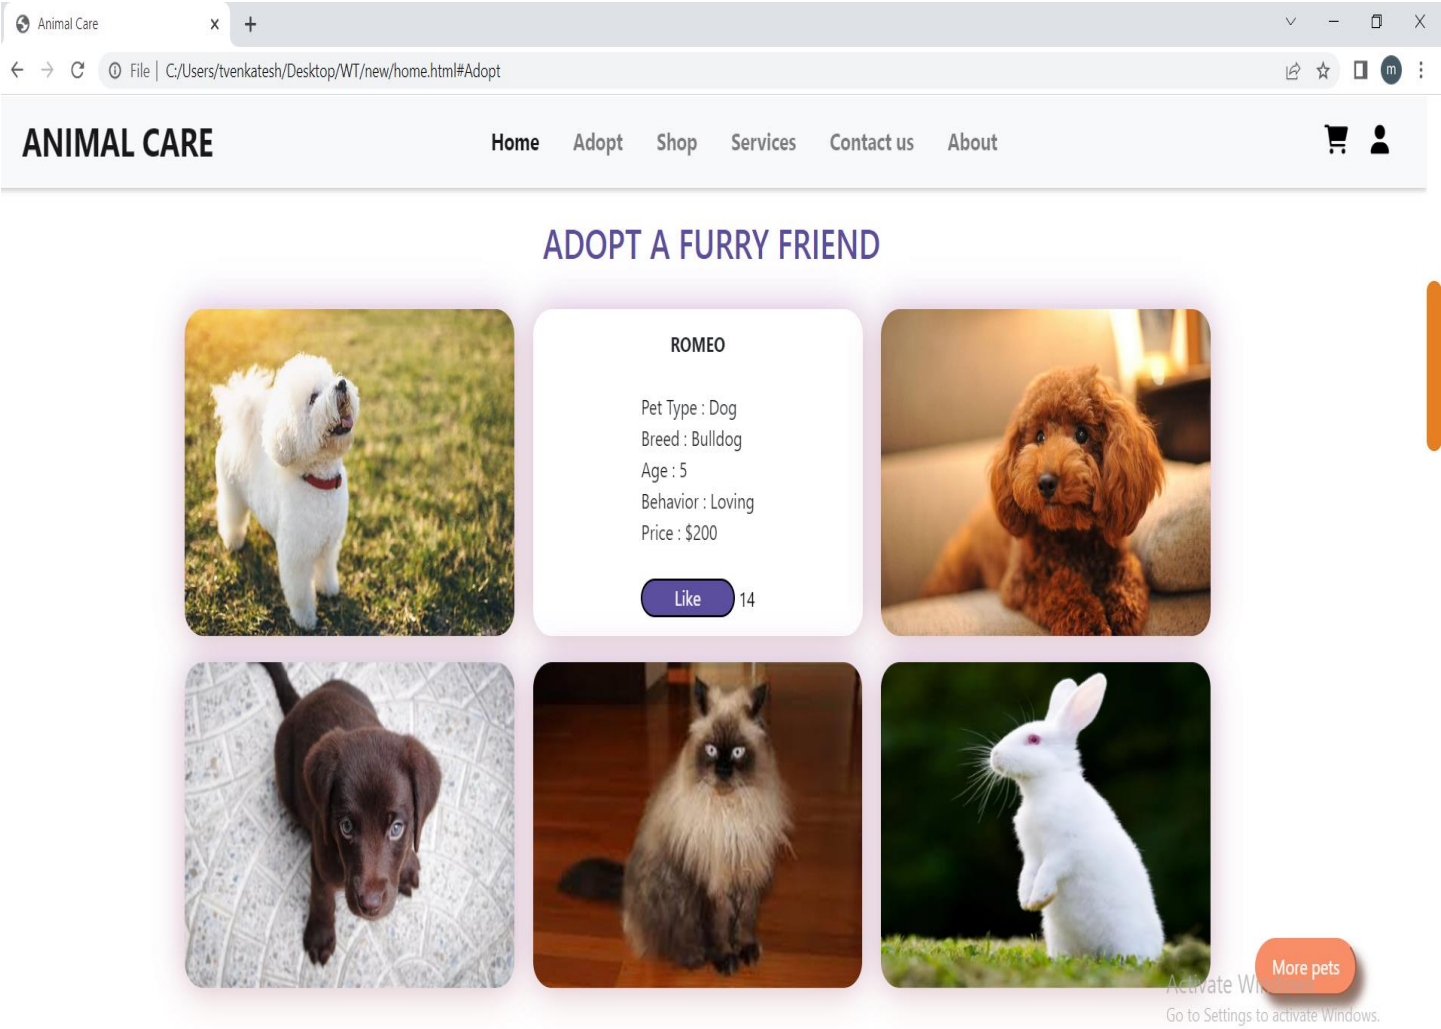 Animal Care
File | C:/Users/tvenkatesh/Desktop/WT/new/home.html#Adopt
m
ANIMAL CARE
Home Adopt Shop Services Contact us About
ADOPT A FURRY FRIEND
ROMEO
Pet Type : Dog
Breed : Bulldog
Age : 5
Behavior : Loving
Price : $200
Like 14
More pets
Activate Wi
Go to Settings to activate Windows.